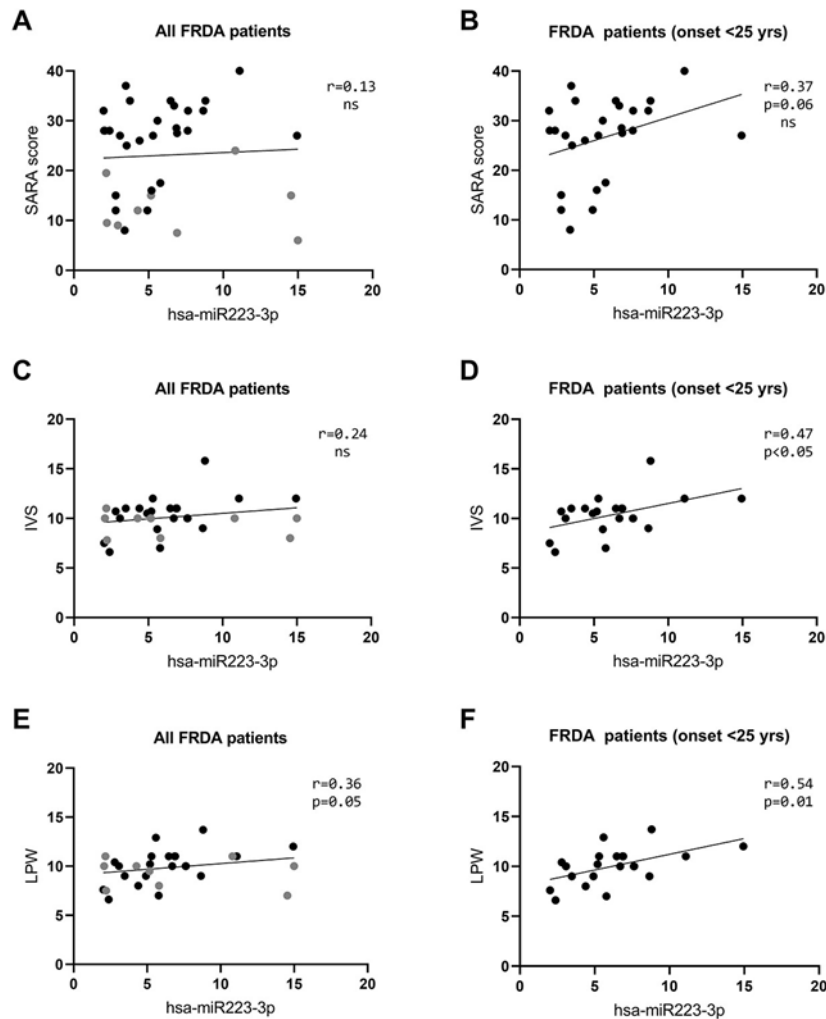 A
All FRDA patients
r=0.13
ns
SARA score
40
30
20
10
0
0 5 10 15 20
hsa-miR223-3p
B
FRDA patients (onset <25 yrs)
r=0.37
p=0.06
ns
SARA score
40
30
20
10
0
0 5 10 15 20
hsa-miR223-3p
C
All FRDA patients
r=0.24
ns
IVS
20
15
10
5
0
0 5 10 15 20
hsa-miR223-3p
D
FRDA patients (onset <25 yrs)
r=0.47
p<0.05
IVS
20
15
10
5
0
0 5 10 15 20
hsa-miR223-3p
E
All FRDA patients
r=0.36
p=0.05
LPW
20
15
10
5
0
0 5 10 15 20
hsa-miR223-3p
F
FRDA patients (onset <25 yrs)
r=0.54
p=0.01
LPW
20
15
10
5
0
0 5 10 15 20
hsa-miR223-3p